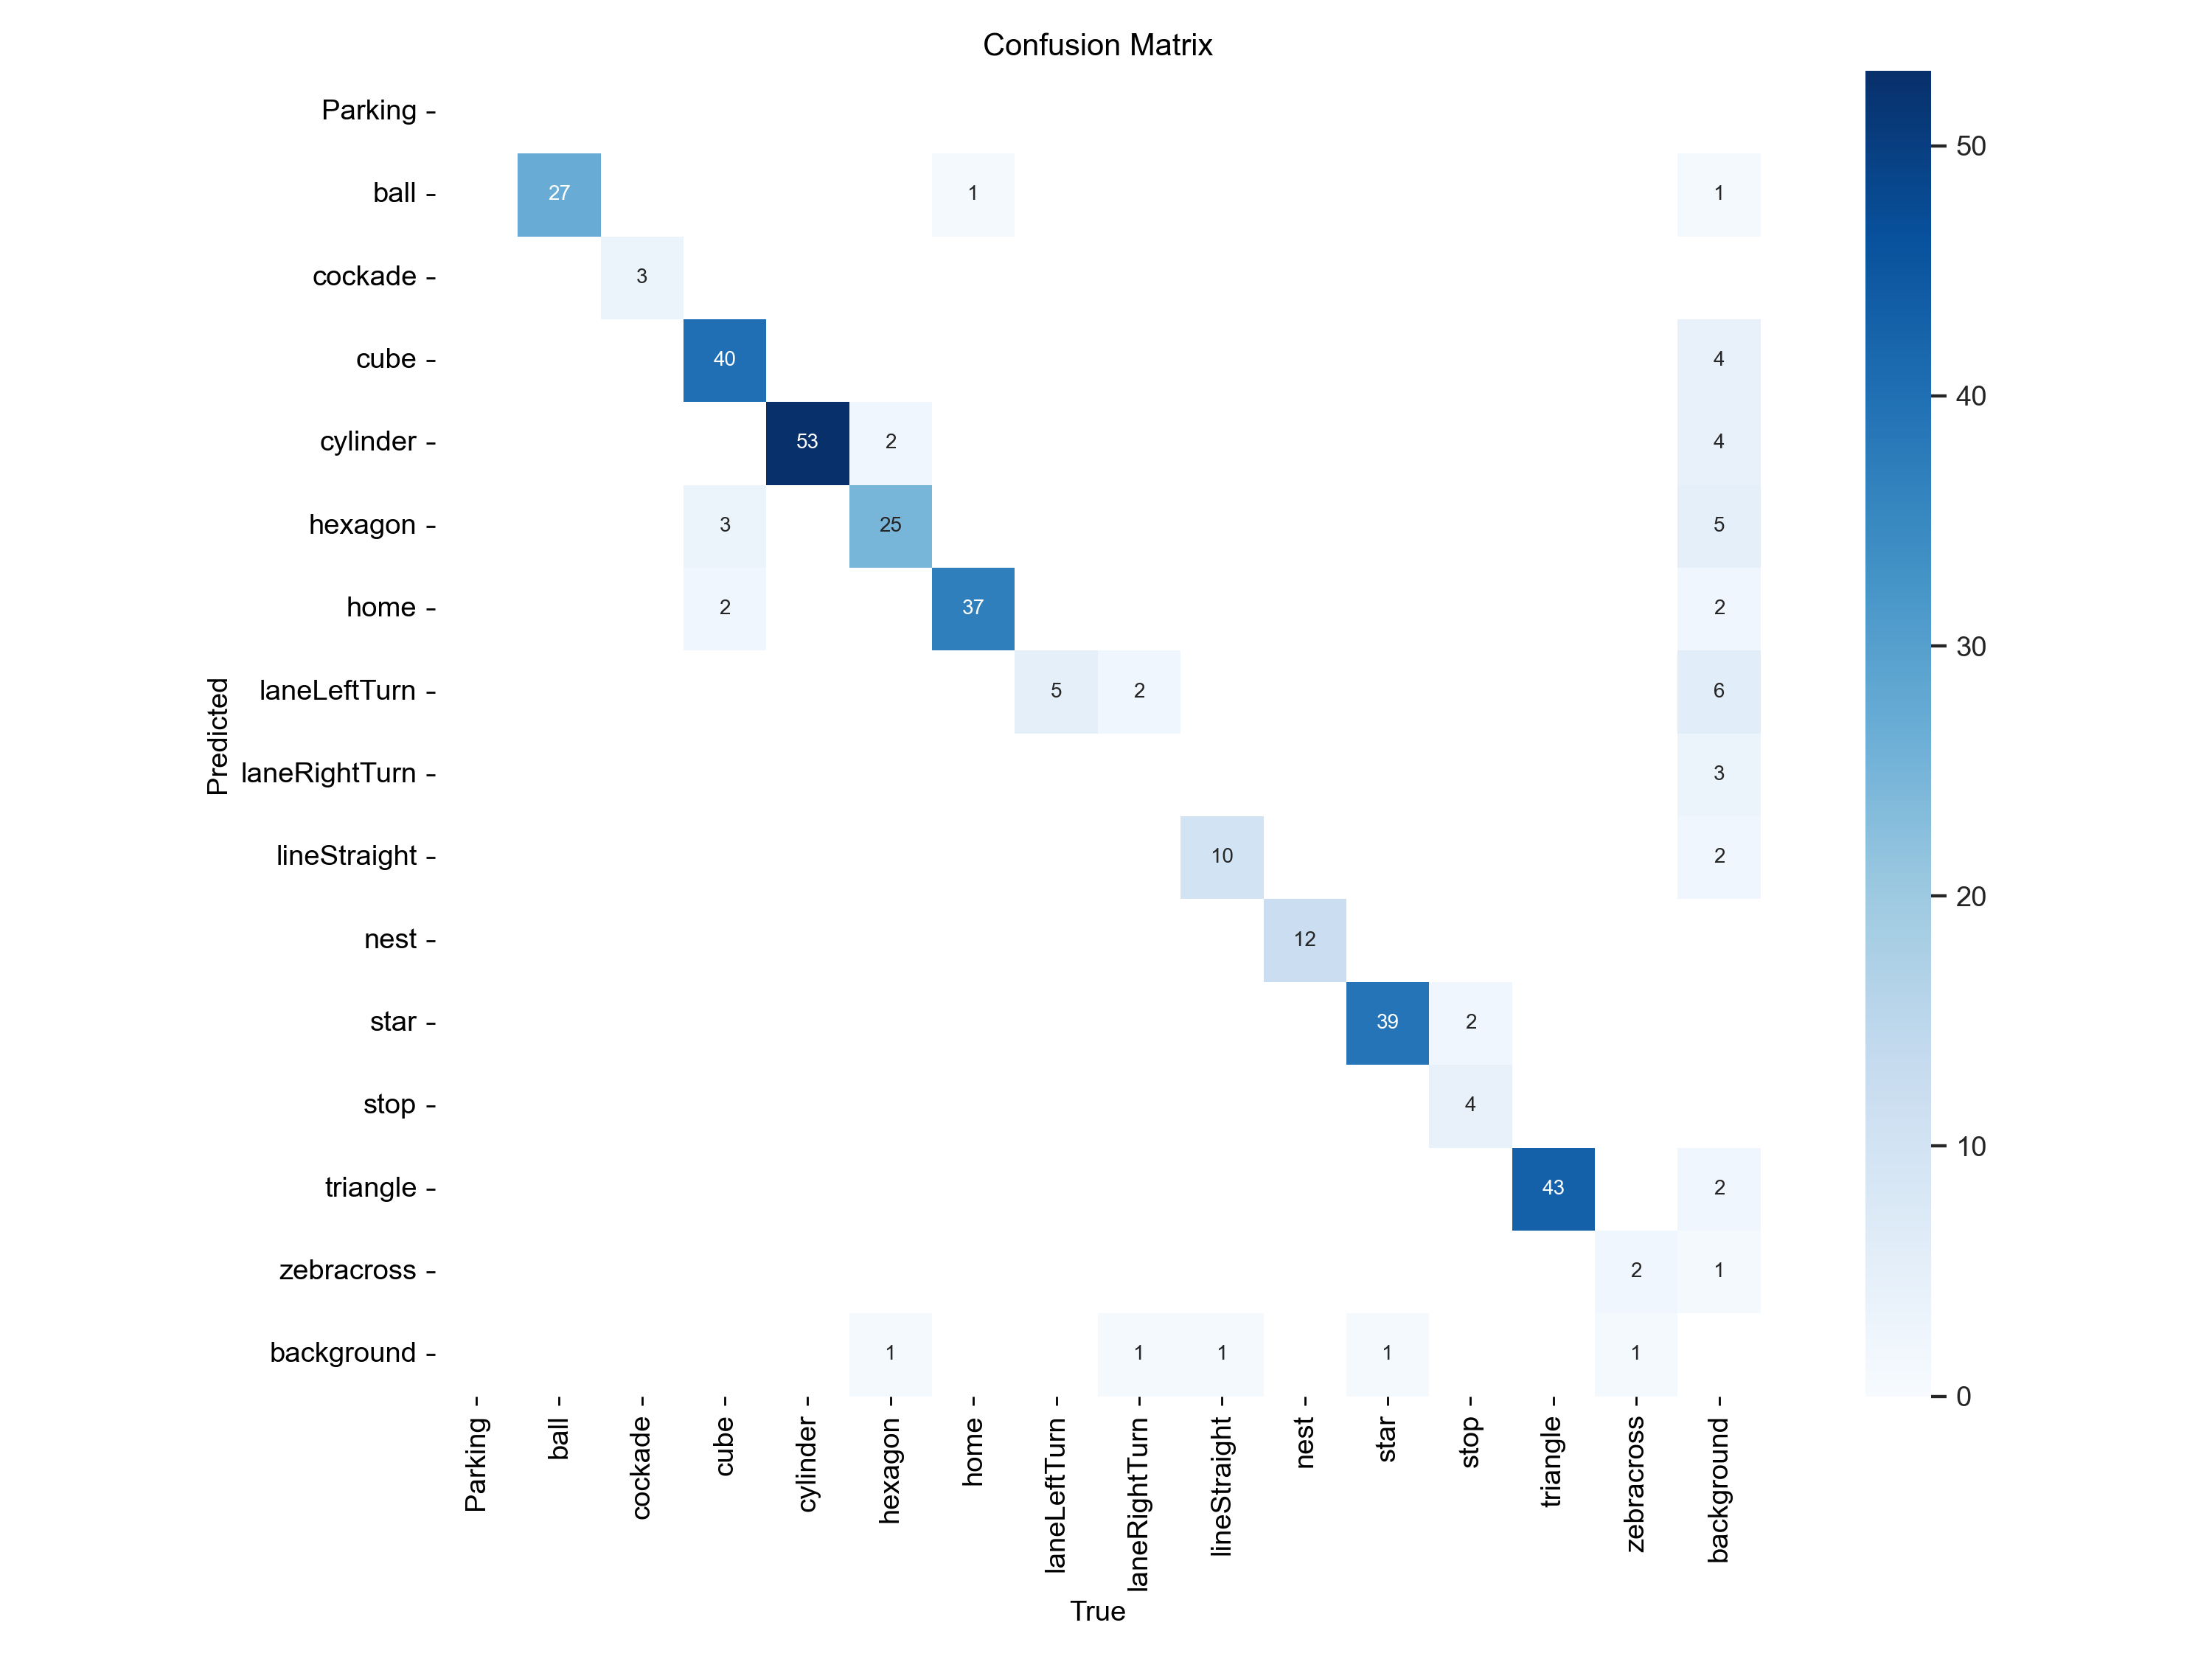 Confusion Matrix
Parking
ball 27 1 1
cockade 3
cube 40 4
cylinder 53 2 4
hexagon 3 25 5
home 2 37 2
laneLeftTurn 5 2 6
laneRightTurn 3
lineStraight 10 2
nest 12
star 39 2
stop 4
triangle 43 2
zebracross 2 1
background 1 1 1 1 1
Predicted
Parking ball cockade cube cylinder hexagon home laneLeftTurn laneRightTurn lineStraight nest star stop triangle zebracross background
True
50
40
30
20
10
0